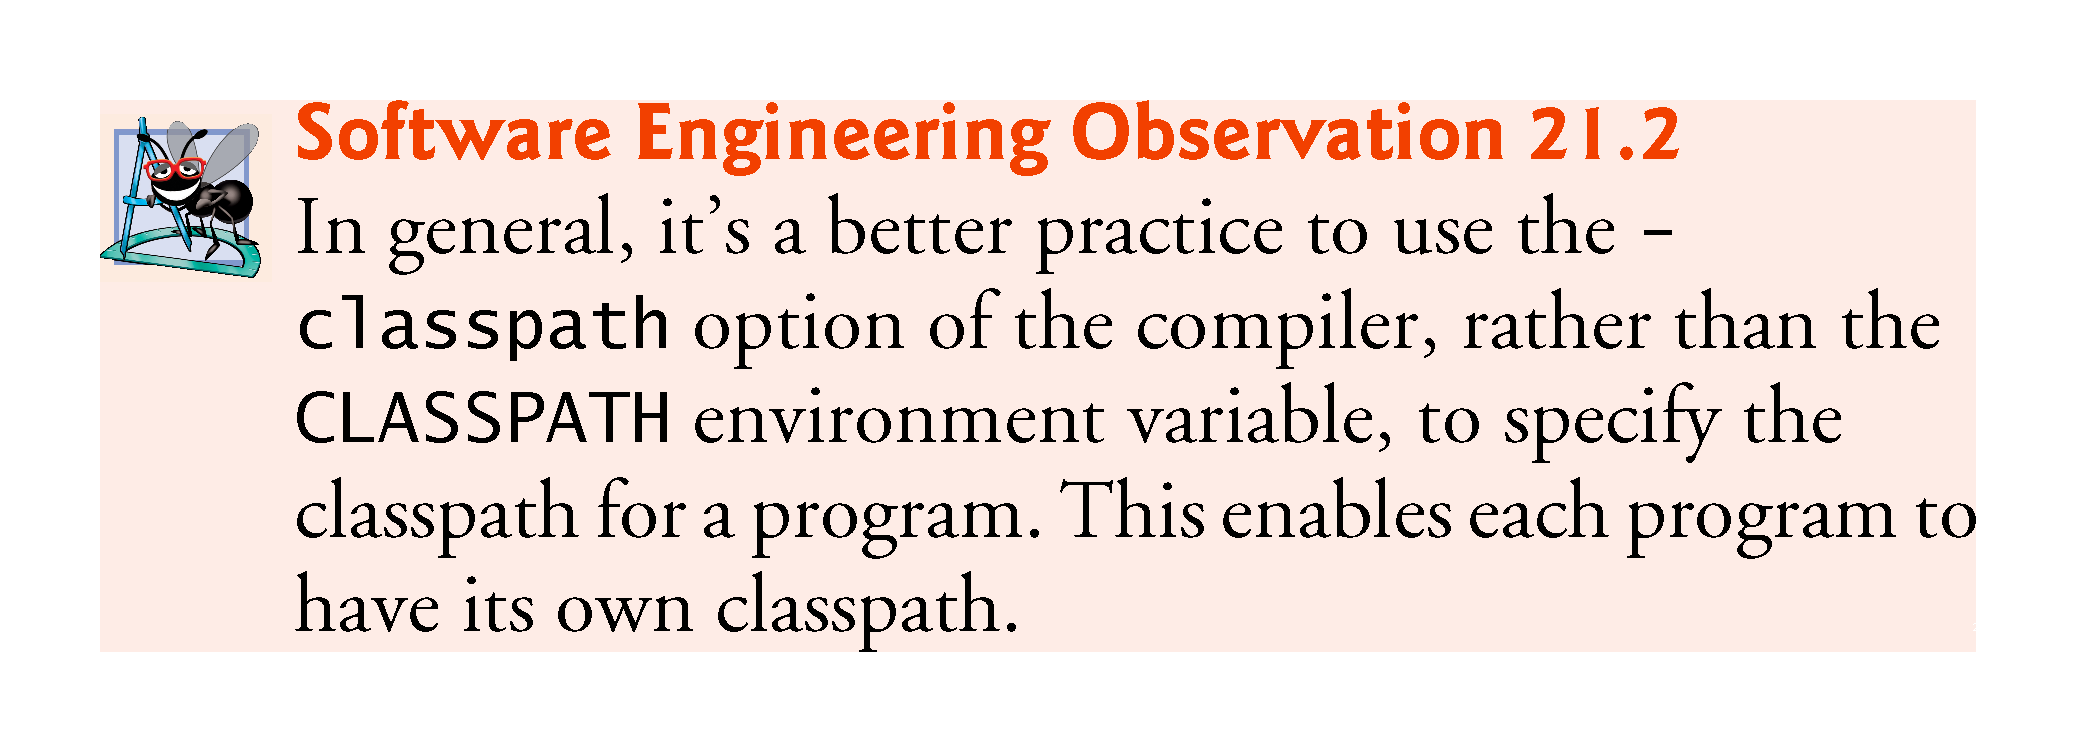 Software Engineering Observation 21.2
In general, it’s a better practice to use the -
classpath option of the compiler, rather than the
CLASSPATH environment variable, to specify the
classpath for a program. This enables each program to
have its own classpath.